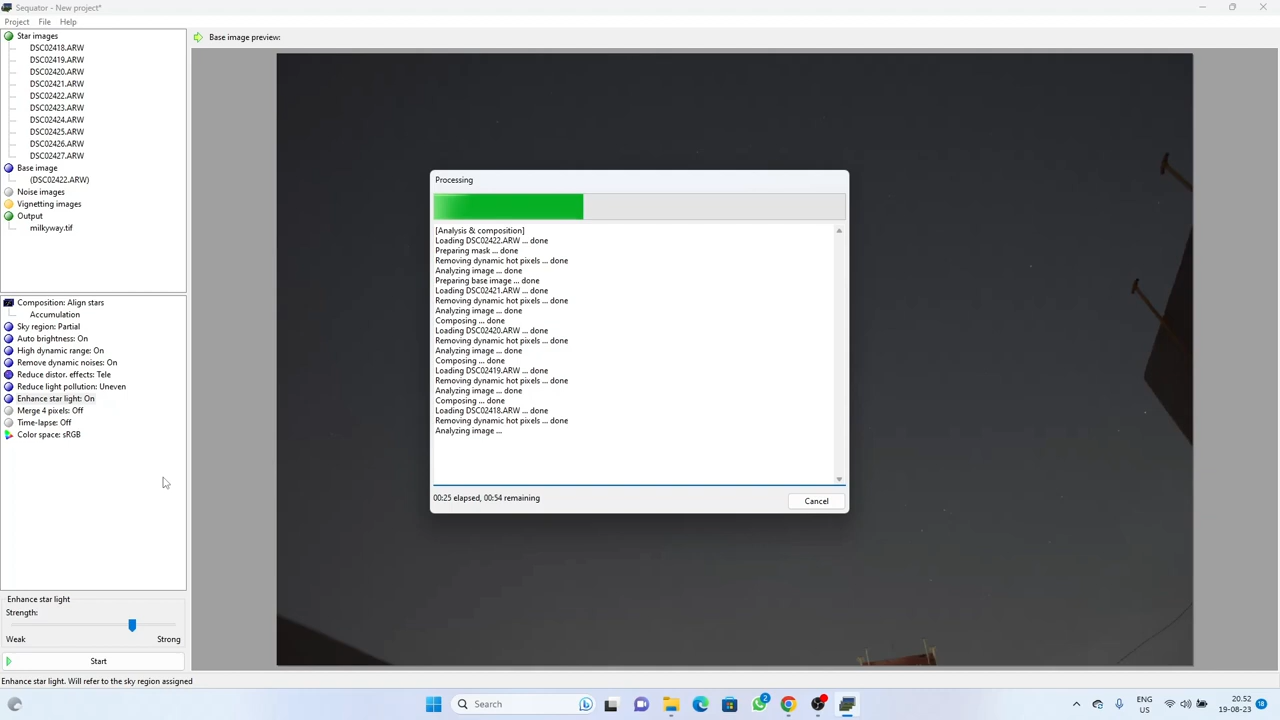 Sequator - New project*
Project File Help
Star images
DSC02418.ARW
DSC02419.ARW
DSC02420.ARW
DSC02421.ARW
DSC02422.ARW
DSC02423.ARW
DSC02424.ARW
DSC02425.ARW
DSC02426.ARW
DSC02427.ARW
Base image
(DSC02422.ARW)
Noise images
Vignetting images
Output
milkyway.tif
Composition: Align stars
Accumulation
Sky region: Partial
Auto brightness: On
High dynamic range: On
Remove dynamic noises: On
Reduce distor. effects: Tele
Reduce light pollution: Uneven
Enhance star light: On
Merge 4 pixels: Off
Time-lapse: Off
Color space: sRGB
Enhance star light
Strength:
Weak Strong
Start
Enhance star light. Will refer to the sky region assigned
Base image preview:
Processing
[Analysis & composition]
Loading DSC02422.ARW ... done
Preparing mask ... done
Removing dynamic hot pixels ... done
Analyzing image ... done
Preparing base image ... done
Loading DSC02421.ARW ... done
Removing dynamic hot pixels ... done
Analyzing image ... done
Composing ... done
Loading DSC02420.ARW ... done
Removing dynamic hot pixels ... done
Analyzing image ... done
Composing ... done
Loading DSC02419.ARW ... done
Removing dynamic hot pixels ... done
Analyzing image ... done
Composing ... done
Loading DSC02418.ARW ... done
Removing dynamic hot pixels ... done
Analyzing image ...
00:25 elapsed, 00:54 remaining
Cancel
Search
2
ENG
US
20.52
19-08-23
18